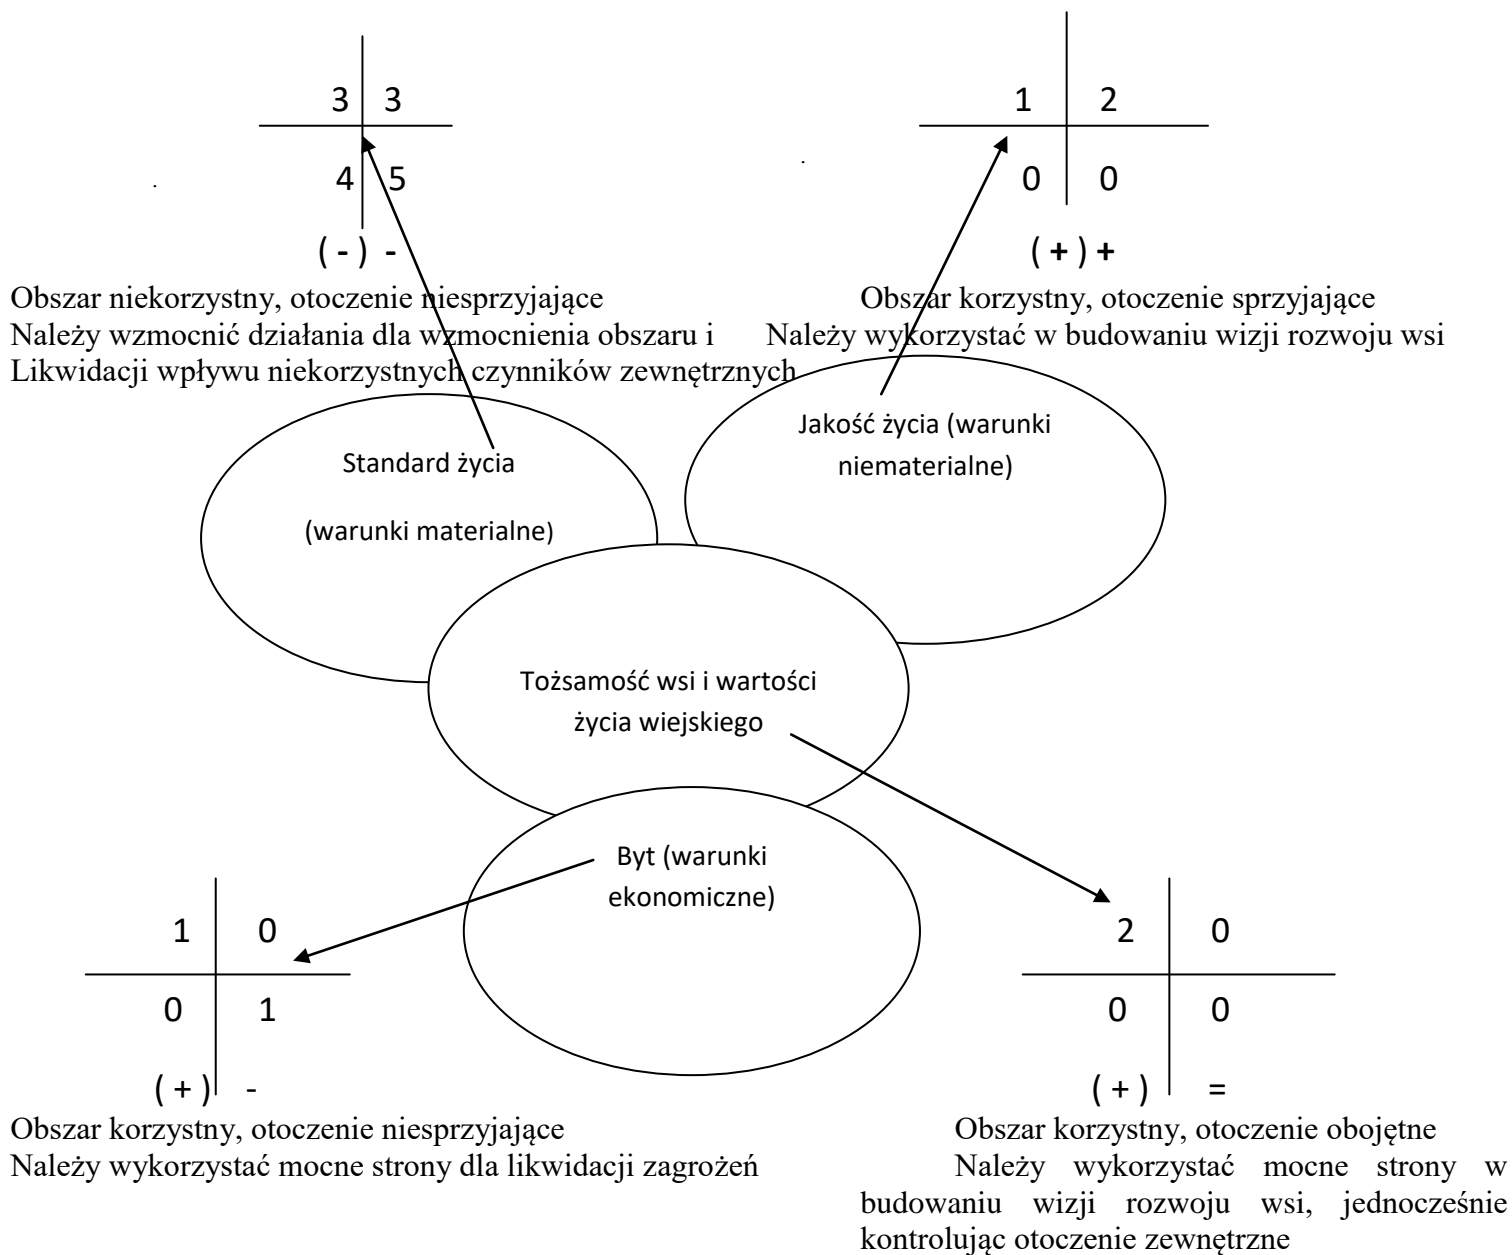 3 3
4 5
( - ) -
Obszar niekorzystny, otoczenie niesprzyjające
Należy wzmocnić działania dla wzmocnienia obszaru i
Likwidacji wpływu niekorzystnych czynników zewnętrznych
1 2
0 0
( + ) +
Obszar korzystny, otoczenie sprzyjające
Należy wykorzystać w budowaniu wizji rozwoju wsi
Standard życia
(warunki materialne)
Jakość życia (warunki
niematerialne)
Tożsamość wsi i wartości
życia wiejskiego
Byt (warunki
ekonomiczne)
1 0
0 1
( + ) -
Obszar korzystny, otoczenie niesprzyjające
Należy wykorzystać mocne strony dla likwidacji zagrożeń
2 0
0 0
( + ) =
Obszar korzystny, otoczenie obojętne
Należy wykorzystać mocne strony w
budowaniu wizji rozwoju wsi, jednocześnie
kontrolując otoczenie zewnętrzne